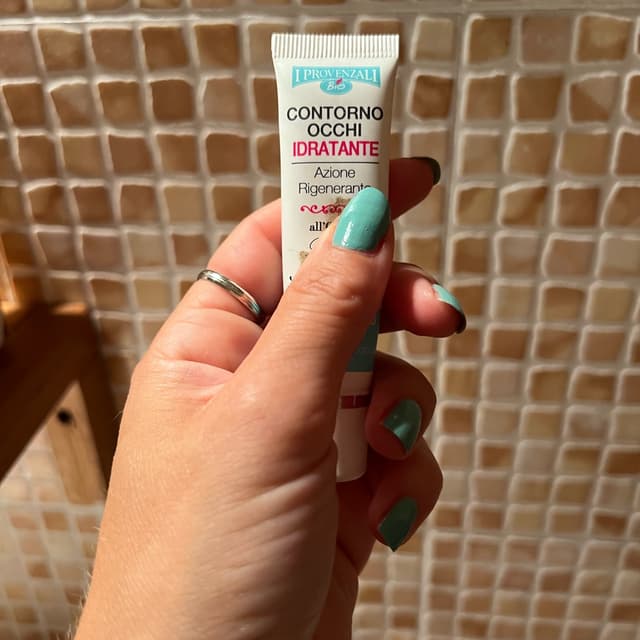 I PROVENZALI
Bio
CONTORNO
OCCHI
IDRATANTE
Azione
Rigenerante